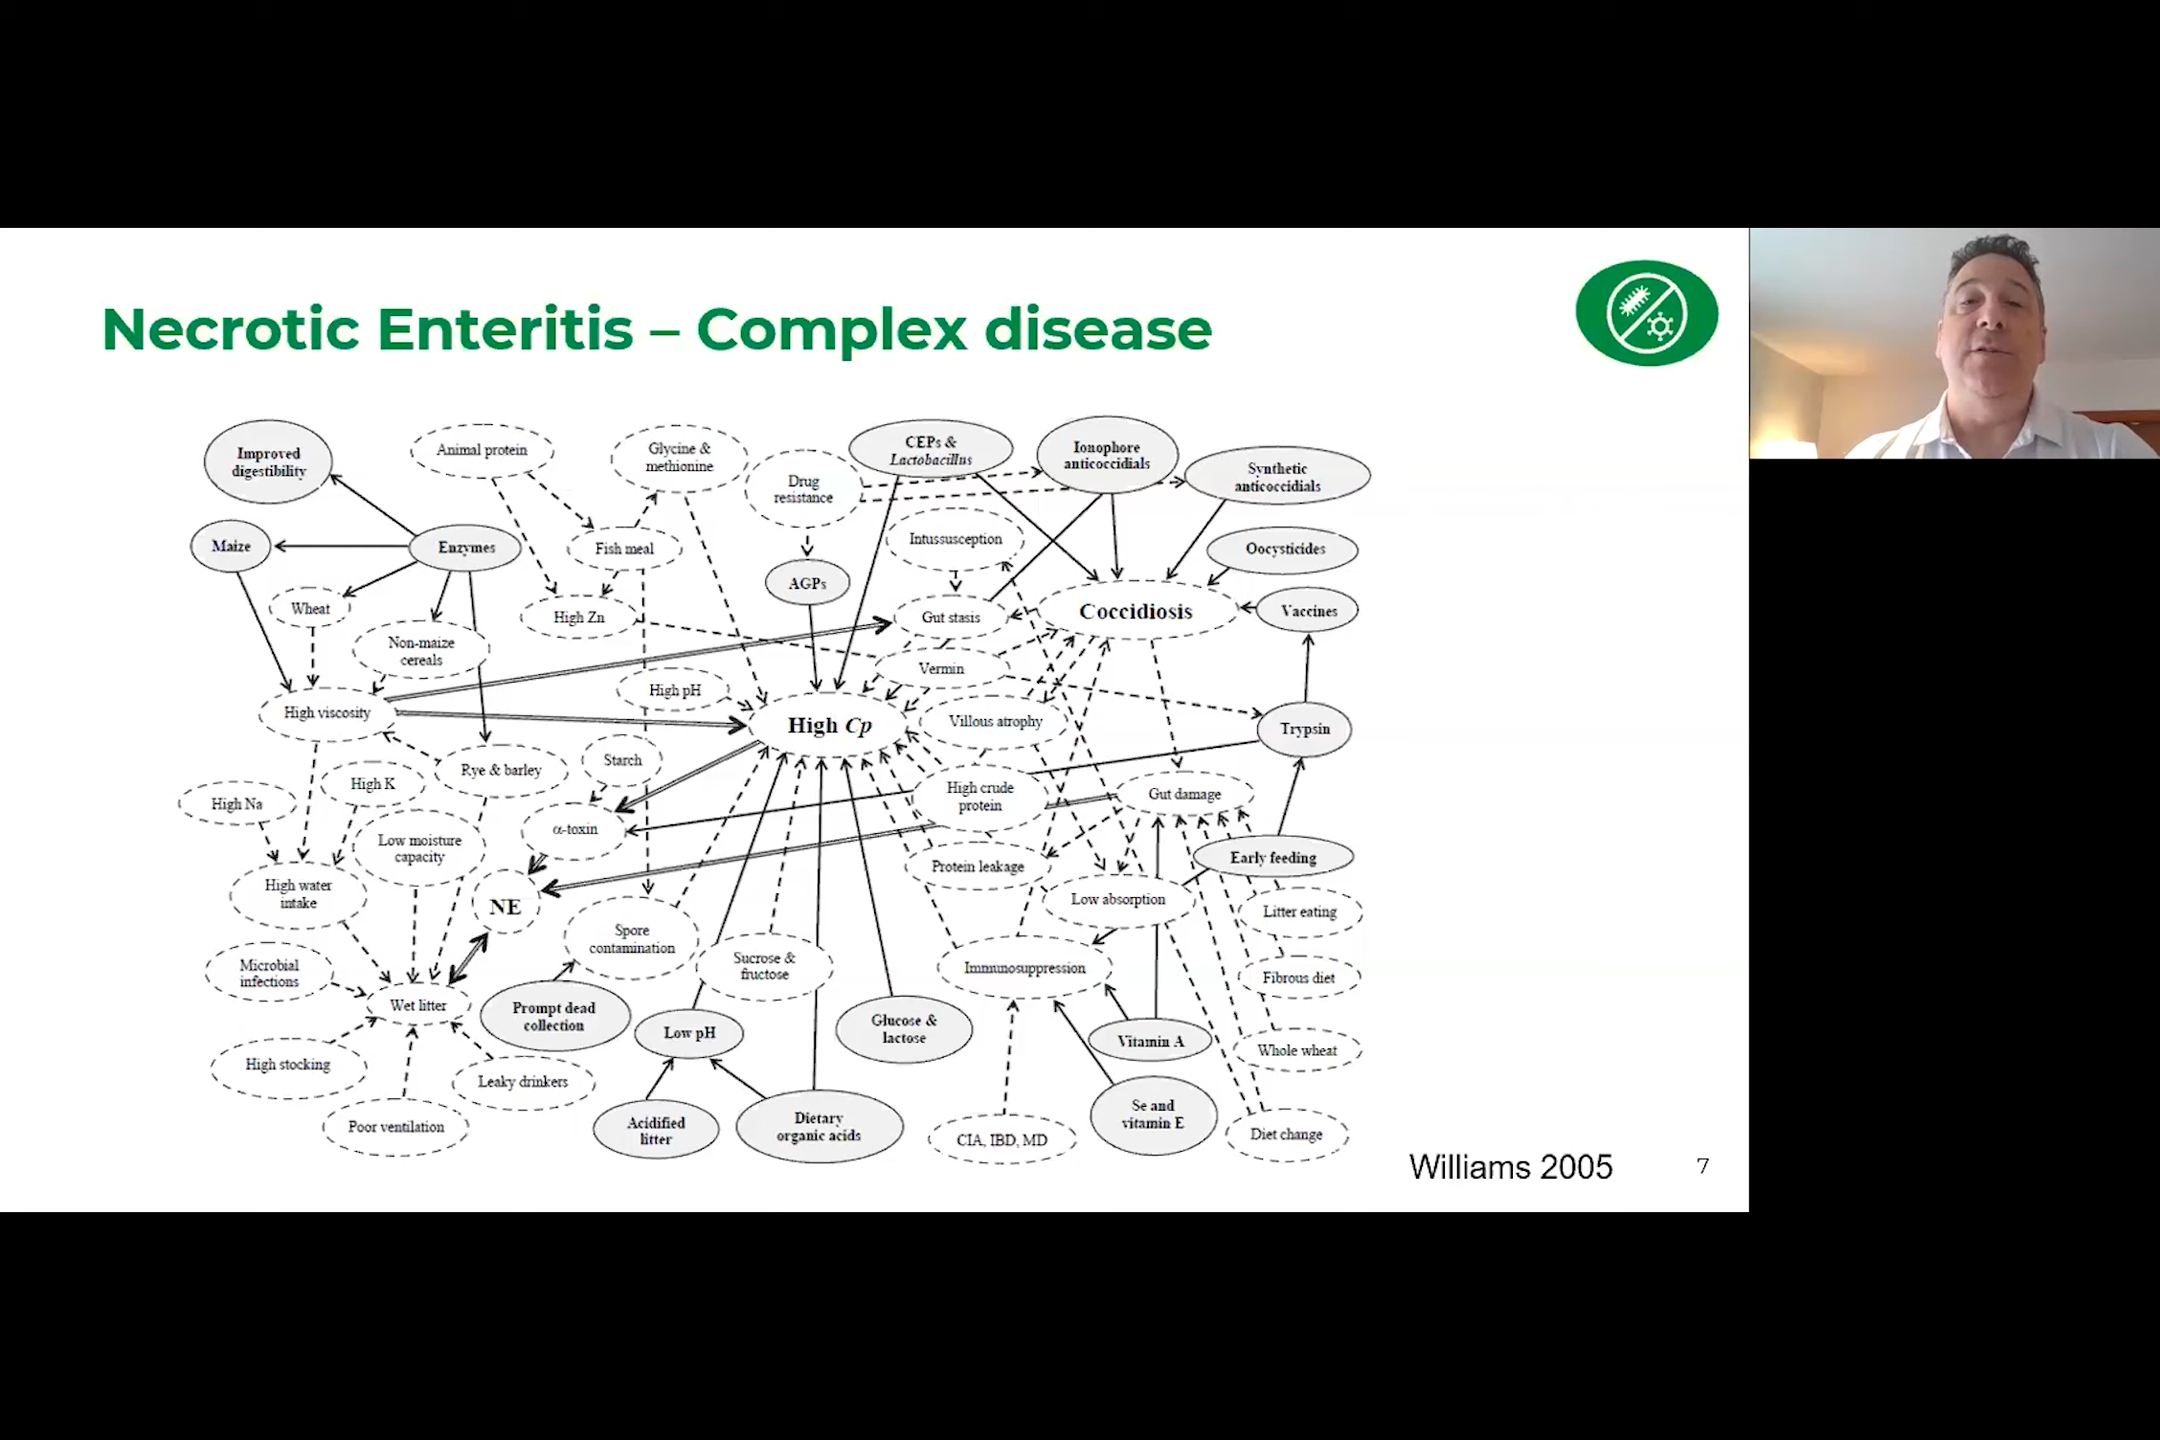 Necrotic Enteritis – Complex disease
Improved
digestibility
Animal protein
Glycine &
methionine
Drug
resistance
CEPs &
Lactobacillus
Ionophore
anticoccidials
Synthetic
anticoccidials
Maize
Enzymes
Fish meal
Intussusception
Oocysticides
AGPs
Wheat
High Zn
Gut stasis
Coccidiosis
Vaccines
Non-maize
cereals
Vermin
High pH
High viscosity
High Cp
Villous atrophy
Trypsin
Rye & barley
Starch
High K
High Na
High crude
protein
Gut damage
α-toxin
Low moisture
capacity
Protein leakage
Early feeding
High water
intake
NE
Low absorption
Litter eating
Spore
contamination
Sucrose &
fructose
Immunosuppression
Microbial
infections
Fibrous diet
Wet litter
Prompt dead
collection
Low pH
Glucose &
lactose
Vitamin A
Whole wheat
High stocking
Leaky drinkers
Poor ventilation
Acidified
litter
Dietary
organic acids
CIA, IBD, MD
Se and
vitamin E
Diet change
Williams 2005
7